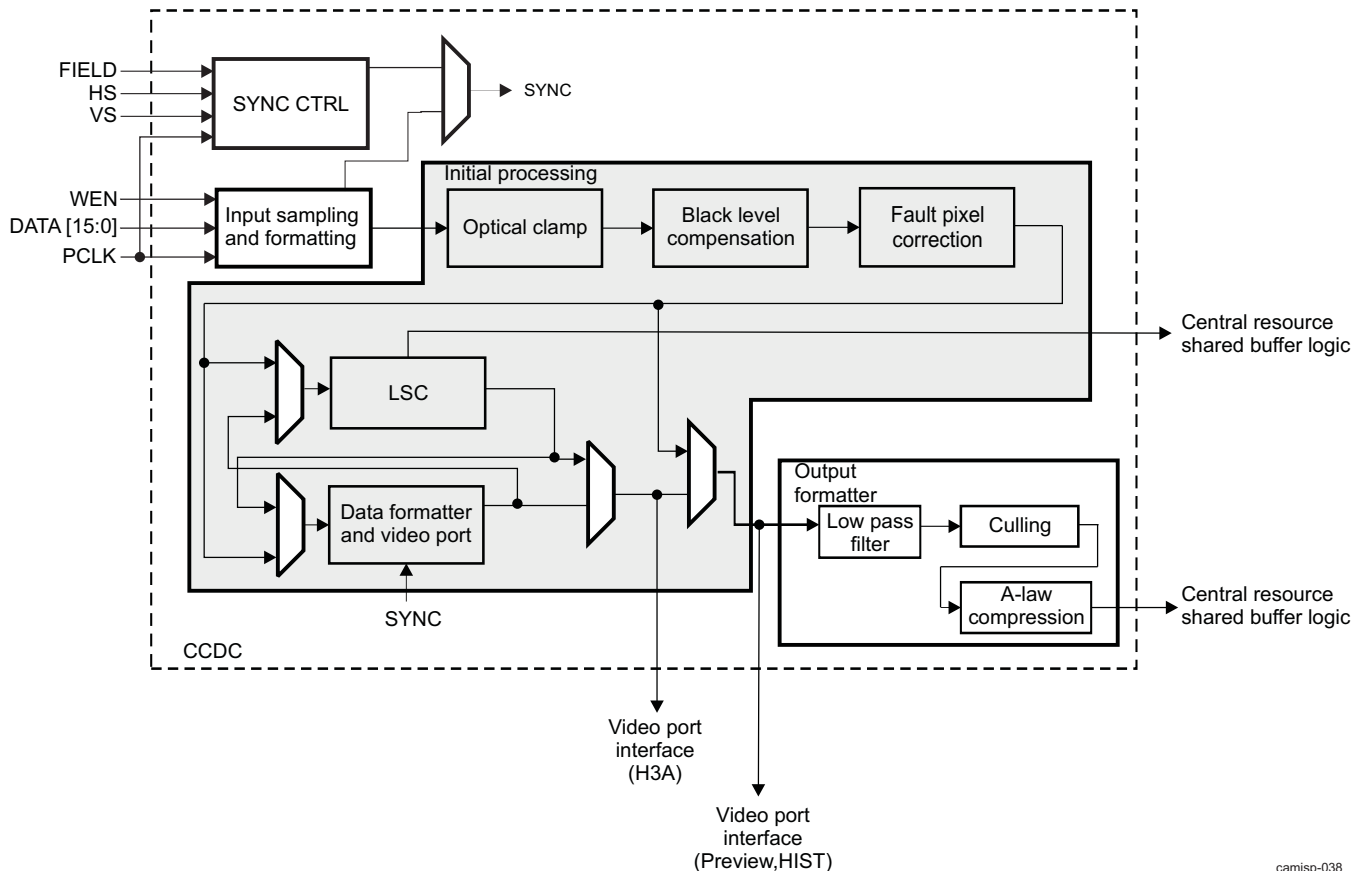 FIELD
HS
VS
SYNC CTRL
SYNC
WEN
DATA [15:0]
PCLK
Input sampling
and formatting
Initial processing
Optical clamp
Black level
compensation
Fault pixel
correction
Central resource
shared buffer logic
LSC
Data formatter
and video port
SYNC
Output
formatter
Low pass
filter
Culling
A-law
compression
Central resource
shared buffer logic
CCDC
Video port
interface
(H3A)
Video port
interface
(Preview,HIST)
camisp-038